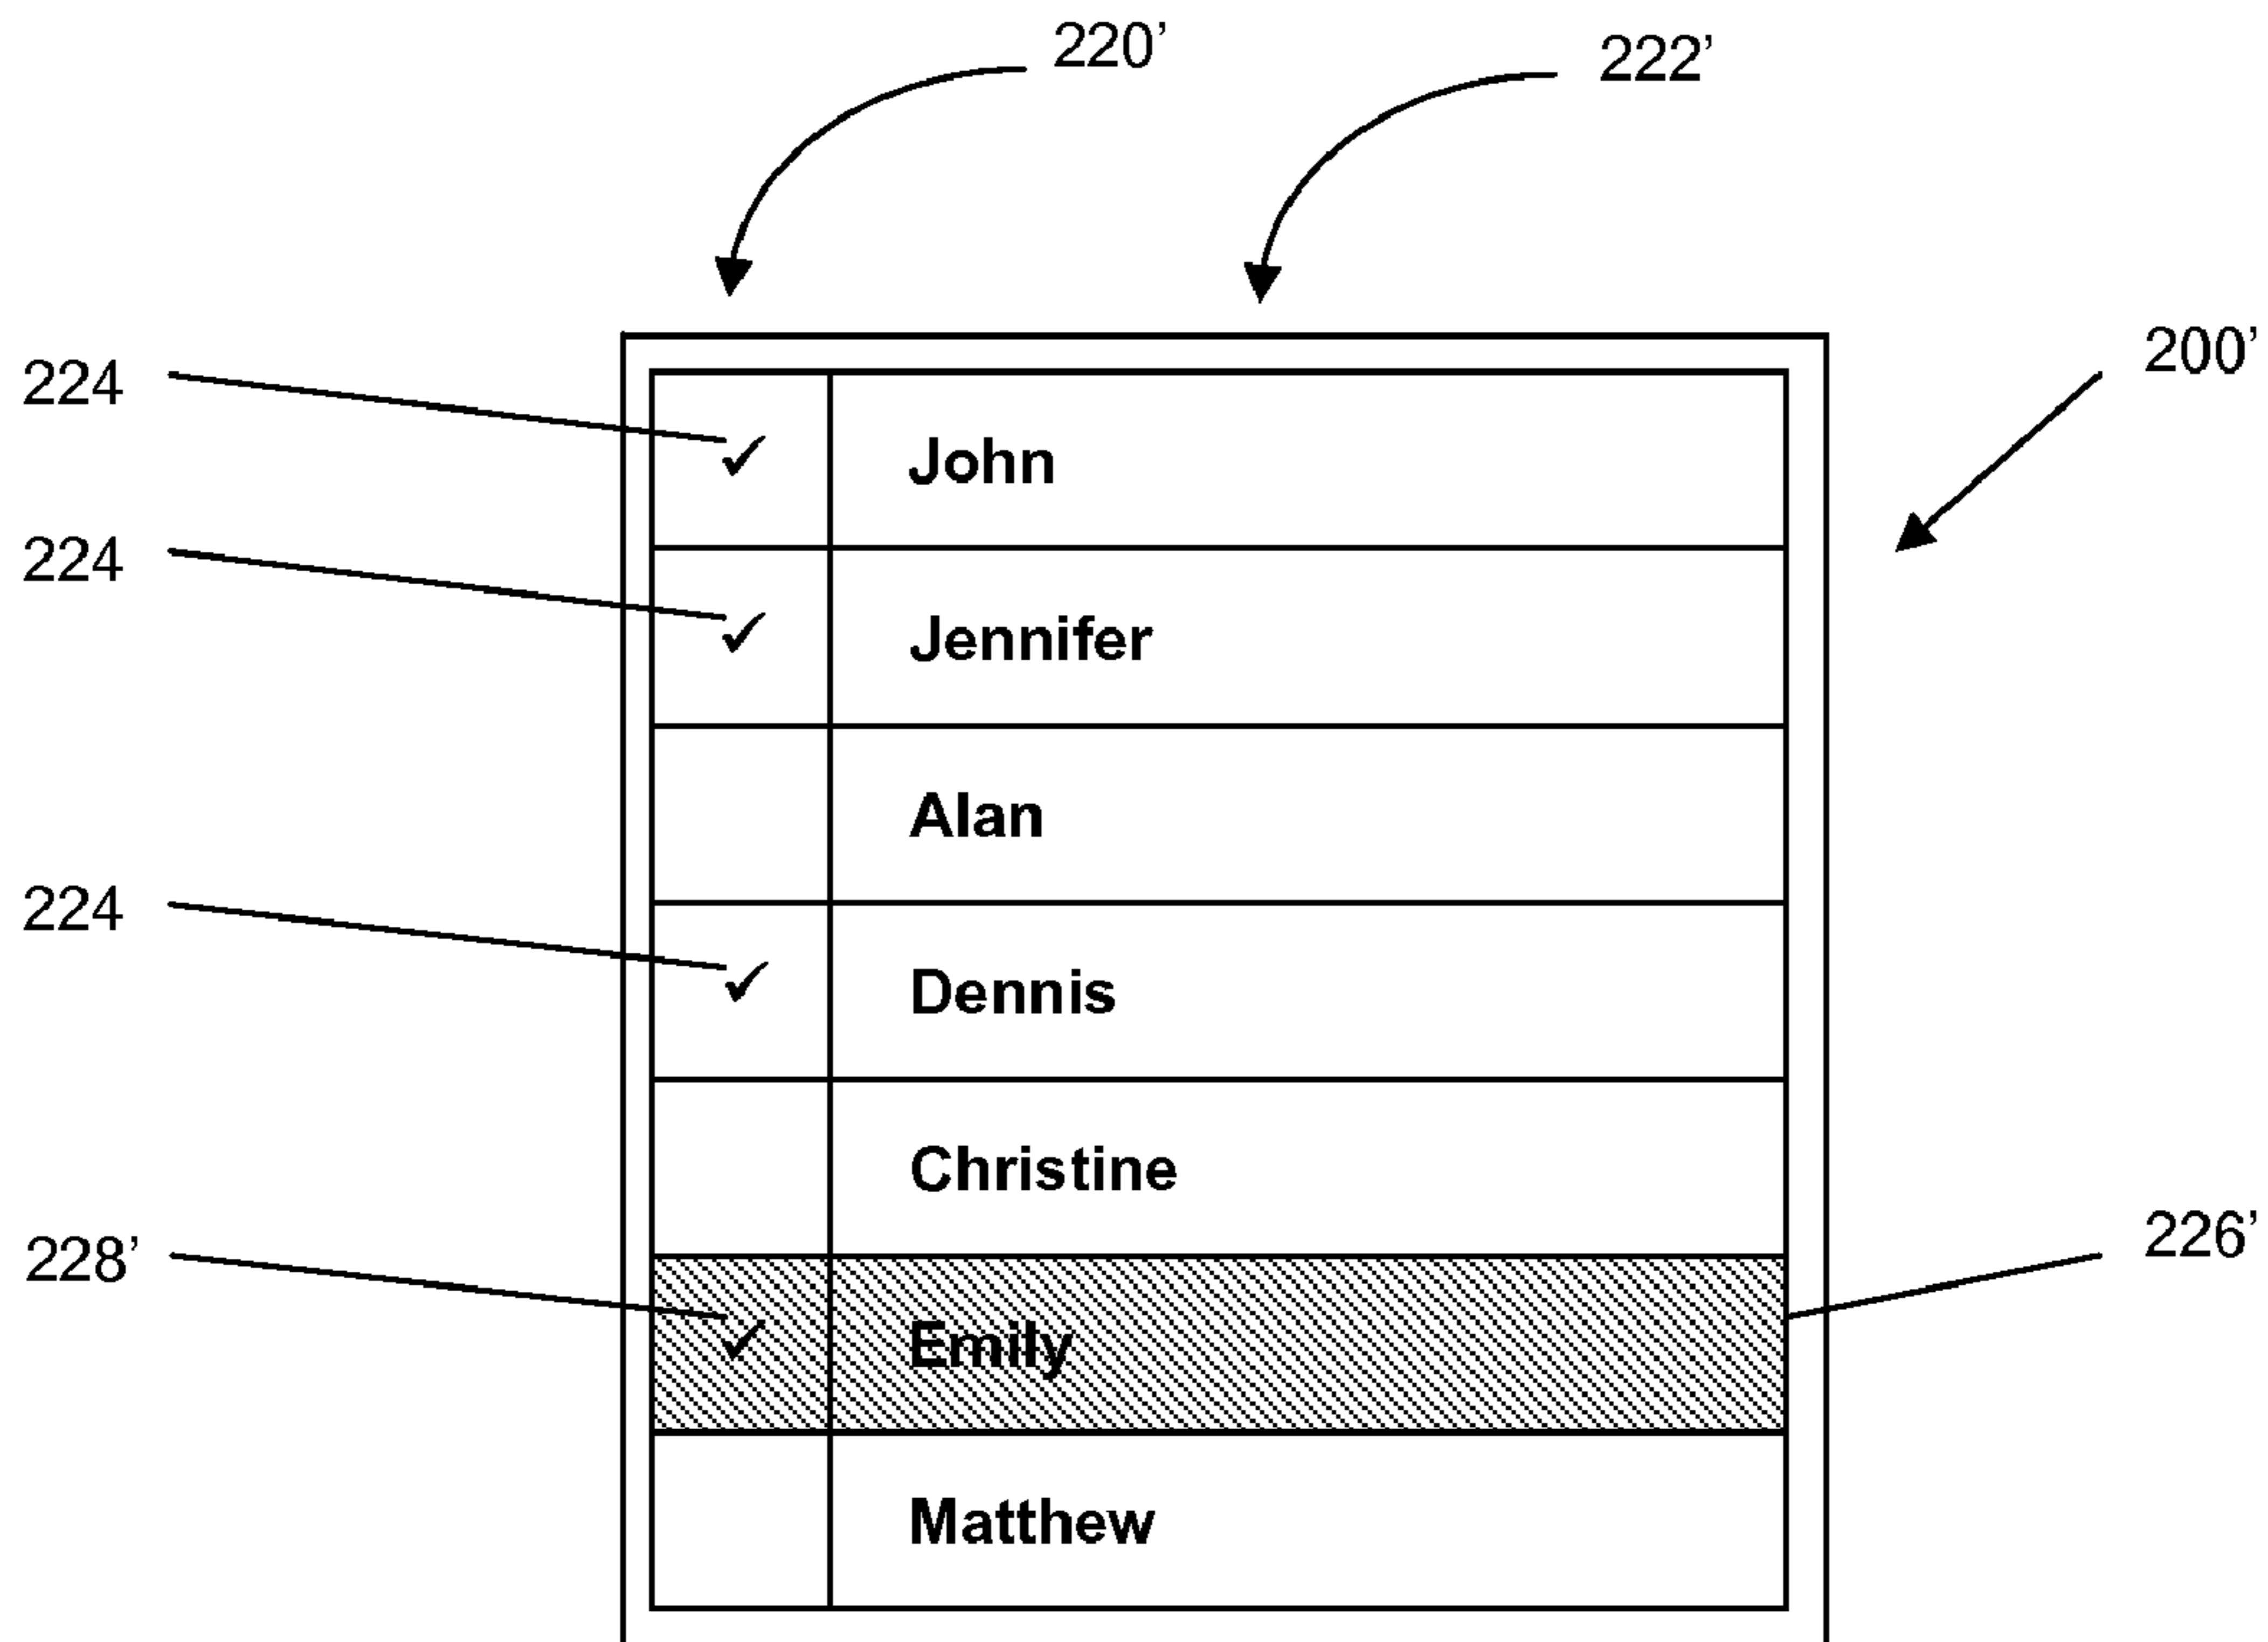 220’
222’
200’
224
✓ John
224
✓ Jennifer
Alan
224
✓ Dennis
Christine
228’
226’
✓ Emily
Matthew